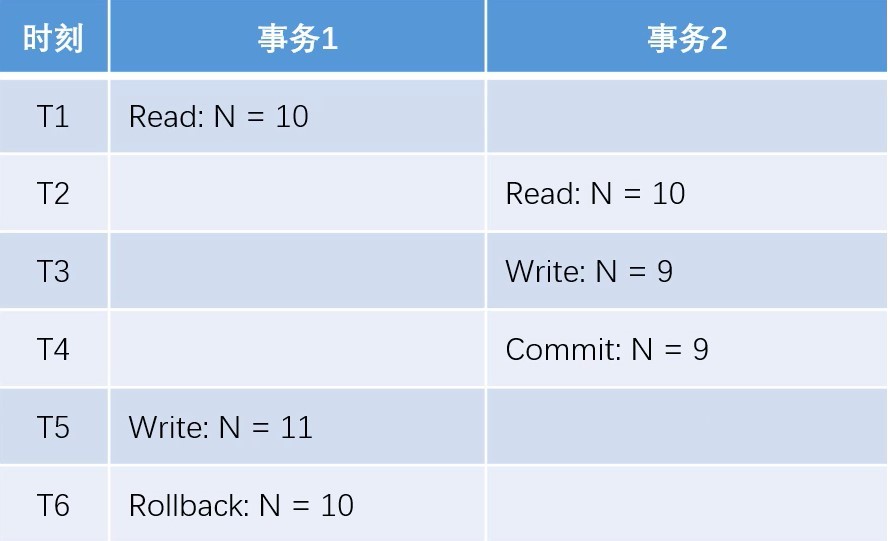 时刻 事务1 事务2
T1 Read: N = 10
T2 Read: N = 10
T3 Write: N = 9
T4 Commit: N = 9
T5 Write: N = 11
T6 Rollback: N = 10